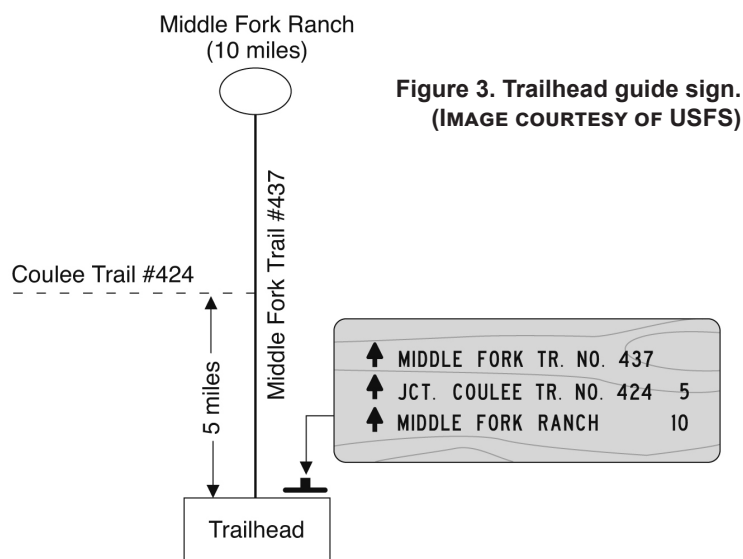 Middle Fork Ranch
(10 miles)
Figure 3. Trailhead guide sign.
(IMAGE COURTESY OF USFS)
Middle Fork Trail #437
Coulee Trail #424
5 miles
MIDDLE FORK TR. NO. 437
JCT. COULEE TR. NO. 424 5
MIDDLE FORK RANCH 10
Trailhead